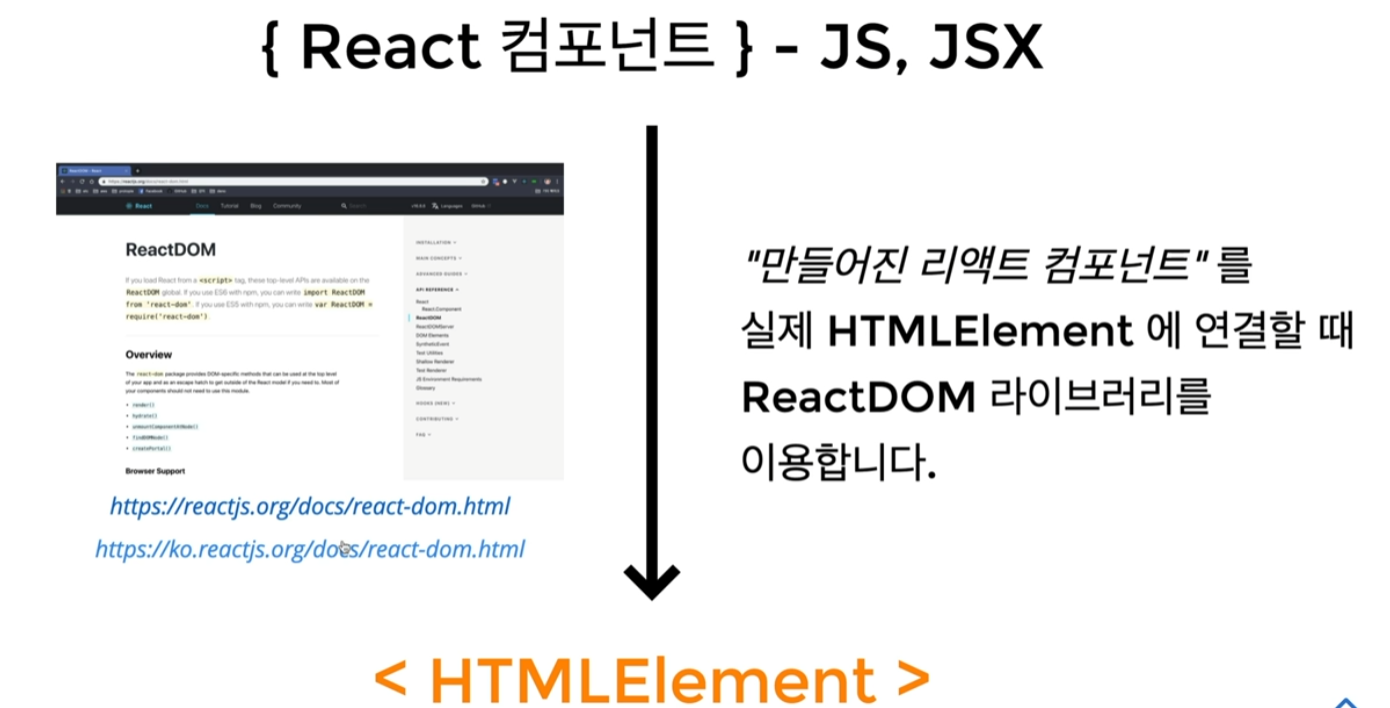 { React 컴포넌트 } - JS, JSX
React
Docs Tutorial Blog Community
Search
Languages GitHub
ReactDOM
If you load React from a <script> tag, these top-level APIs are available on the
ReactDOM global. If you use ES6 with npm, you can write import ReactDOM
from 'react-dom'. If you use ES5 with npm, you can write var ReactDOM =
require('react-dom').
Overview
The react-dom package provides DOM-specific methods that can be used at the top level
of your app and as an escape hatch to get outside of the React model if you need to. Most of
your components should not need to use this module.
• render()
• hydrate()
• unmountComponentAtNode()
• findDOMNode()
• createPortal()
Browser Support
INSTALLATION
MAIN CONCEPTS
ADVANCED GUIDES
API REFERENCE
React
React.Component
ReactDOM
ReactDOMServer
DOM Elements
SyntheticEvent
Test Utilities
Shallow Renderer
Test Renderer
JS Environment Requirements
Glossary
HOOKS (NEW)
CONTRIBUTING
FAQ
https://reactjs.org/docs/react-dom.html
https://ko.reactjs.org/docs/react-dom.html
"만들어진 리액트 컴포넌트" 를
실제 HTMLElement 에 연결할 때
ReactDOM 라이브러리를
이용합니다.
< HTMLElement >